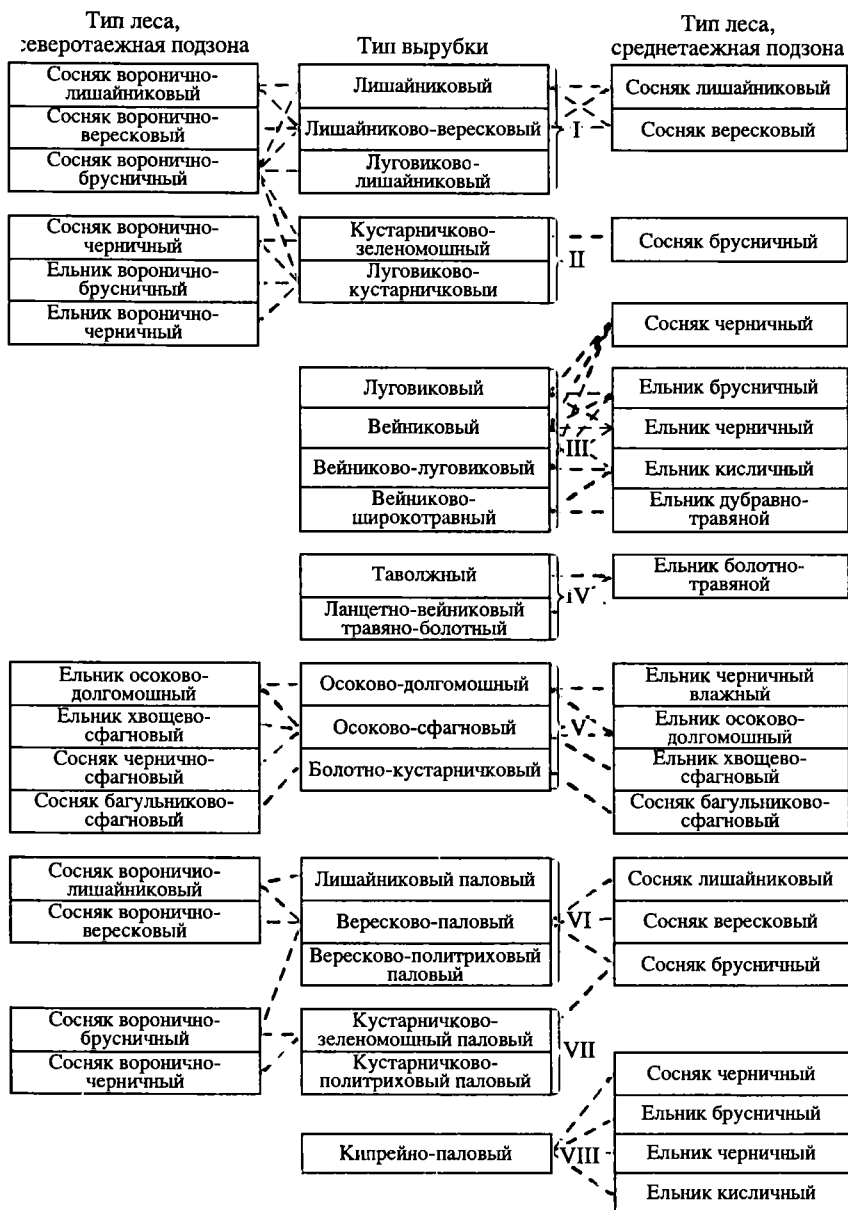 Тип леса,
северотаежная подзона
Тип вырубки
Тип леса,
среднетаежная подзона
Сосняк воронично-
лишайниковый
Сосняк воронично-
вересковый
Сосняк воронично-
брусничный
Лишайниковый
Лишайниково-вересковый
Луговиково-
лишайниковый
I
Сосняк лишайниковый
Сосняк вересковый
Сосняк воронично-
черничный
Ельник воронично-
брусничный
Ельник воронично-
черничный
Кустарничково-
зеленомошный
Луговиково-
кустарничковый
II
Сосняк брусничный
Сосняк черничный
Луговиковый
Вейниковый
Вейниково-луговиковый
Вейниково-
широкотравный
III
Ельник брусничный
Ельник черничный
Ельник кисличный
Ельник дубравно-
травяной
Таволжный
Ланцетно-вейниковый
травяно-болотный
IV
Ельник болотно-
травяной
Ельник осоково-
долгомошный
Ельник хвощево-
сфагновый
Сосняк чернично-
сфагновый
Сосняк багульниково-
сфагновый
Осоково-долгомошный
Осоково-сфагновый
Болотно-кустарничковый
V
Ельник черничный
влажный
Ельник осоково-
долгомошный
Ельник хвощево-
сфагновый
Сосняк багульниково-
сфагновый
Сосняк вороничио-
лишайниковый
Сосняк воронично-
вересковый
Лишайниковый паловый
Вересково-паловый
Вересково-политриховый
паловый
VI
Сосняк лишайниковый
Сосняк вересковый
Сосняк брусничный
Сосняк воронично-
брусничный
Сосняк воронично-
черничный
Кустарничково-
зеленомошный паловый
Кустарничково-
политриховый паловый
VII
Кипрейно-паловый
VIII
Сосняк черничный
Ельник брусничный
Ельник черничный
Ельник кисличный